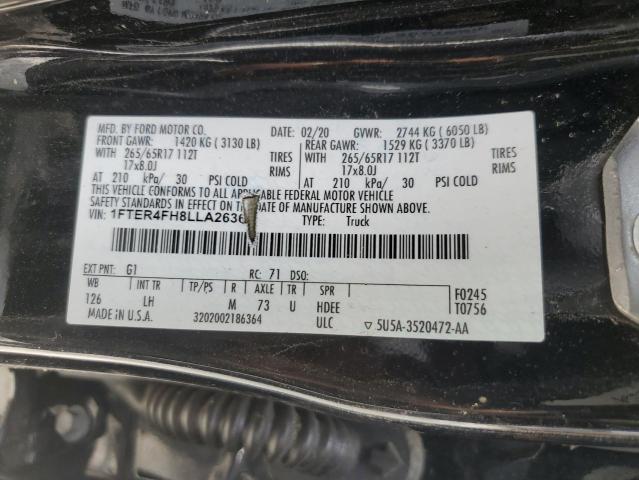 MFD. BY FORD MOTOR CO. 02/20 GVWR: 2744 KG ( 6050 LB)
FRONT GAWR: 1420 KG ( 3130 LB) REAR GAWR: 1529 KG ( 3370 LB)
WITH 265/65R17 112T TIRES WITH 265/65R17 112T TIRES
17x8.0J RIMS 17x8.0J RIMS
AT 210 kPa/ 30 PSI COLD AT 210 kPa/ 30 PSI COLD
THIS VEHICLE CONFORMS TO ALL APPLICABLE FEDERAL MOTOR VEHICLE
SAFETY STANDARDS IN EFFECT ON THE DATE OF MANUFACTURE SHOWN ABOVE.
VIN: 1FTER4FH8LLA263 TYPE: Truck
EXT PNT: G1 RC: 71 DSO:
WB INT TR TP/PS R AXLE TR SPR F0245
126 LH M 73 U HDEE T0756
MADE IN U.S.A. 3202002186364 ULC 5U5A-3520472-AA